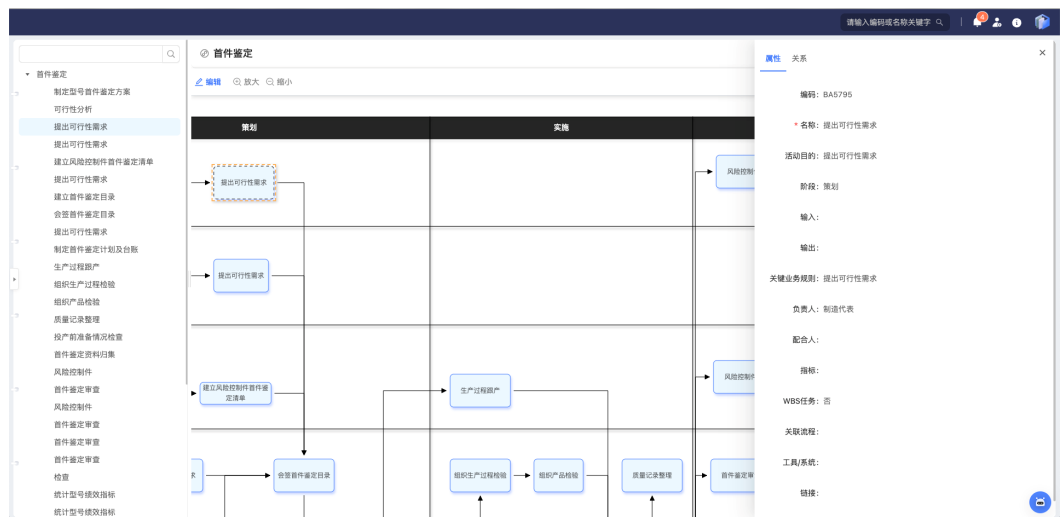 请输入编码或名称关键字
4
首件鉴定
制定型号首件鉴定方案
可行性分析
提出可行性需求
提出可行性需求
建立风险控制件首件鉴定清单
提出可行性需求
建立首件鉴定目录
会签首件鉴定目录
提出可行性需求
制定首件鉴定计划及台账
生产过程跟产
组织生产过程检验
组织产品检验
质量记录整理
投产前准备情况检查
首件鉴定资料归集
风险控制件
首件鉴定审查
风险控制件
首件鉴定审查
首件鉴定审查
首件鉴定审查
检查
统计型号绩效指标
统计型号绩效指标
首件鉴定
编辑 放大 缩小
策划 实施
提出可行性需求
风险控制
提出可行性需求
建立风险控制件首件鉴
定清单
生产过程跟产
风险控制件
求
会签首件鉴定目录
组织生产过程检验
组织产品检验
质量记录整理
首件鉴定审
属性 关系
编码: BA5795
* 名称: 提出可行性需求
活动目的: 提出可行性需求
阶段: 策划
输入:
输出:
关键业务规则: 提出可行性需求
负责人: 制造代表
配合人:
指标:
WBS任务: 否
关联流程:
工具/系统:
链接: